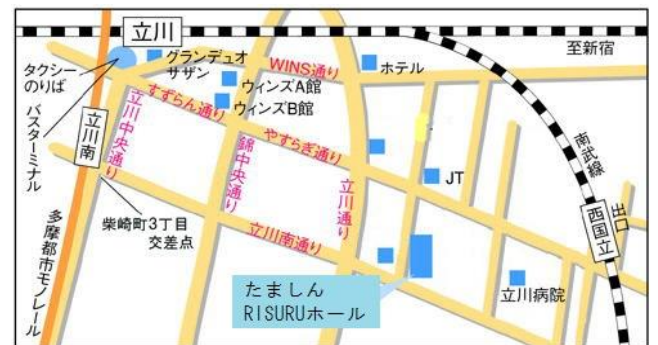 立川
至新宿
グランデュオ
サザン
WINS通り
ホテル
タクシー
のりば
ウィンズA館
ウィンズB館
すずらん通り
バスターミナル
立川南
立川中央通り
錦中央通り
やすらぎ通り
立川通り
JT
南武線
西国立
出口
柴崎町3丁目
交差点
立川南通り
多摩都市モノレール
たましん
RISURUホール
立川病院